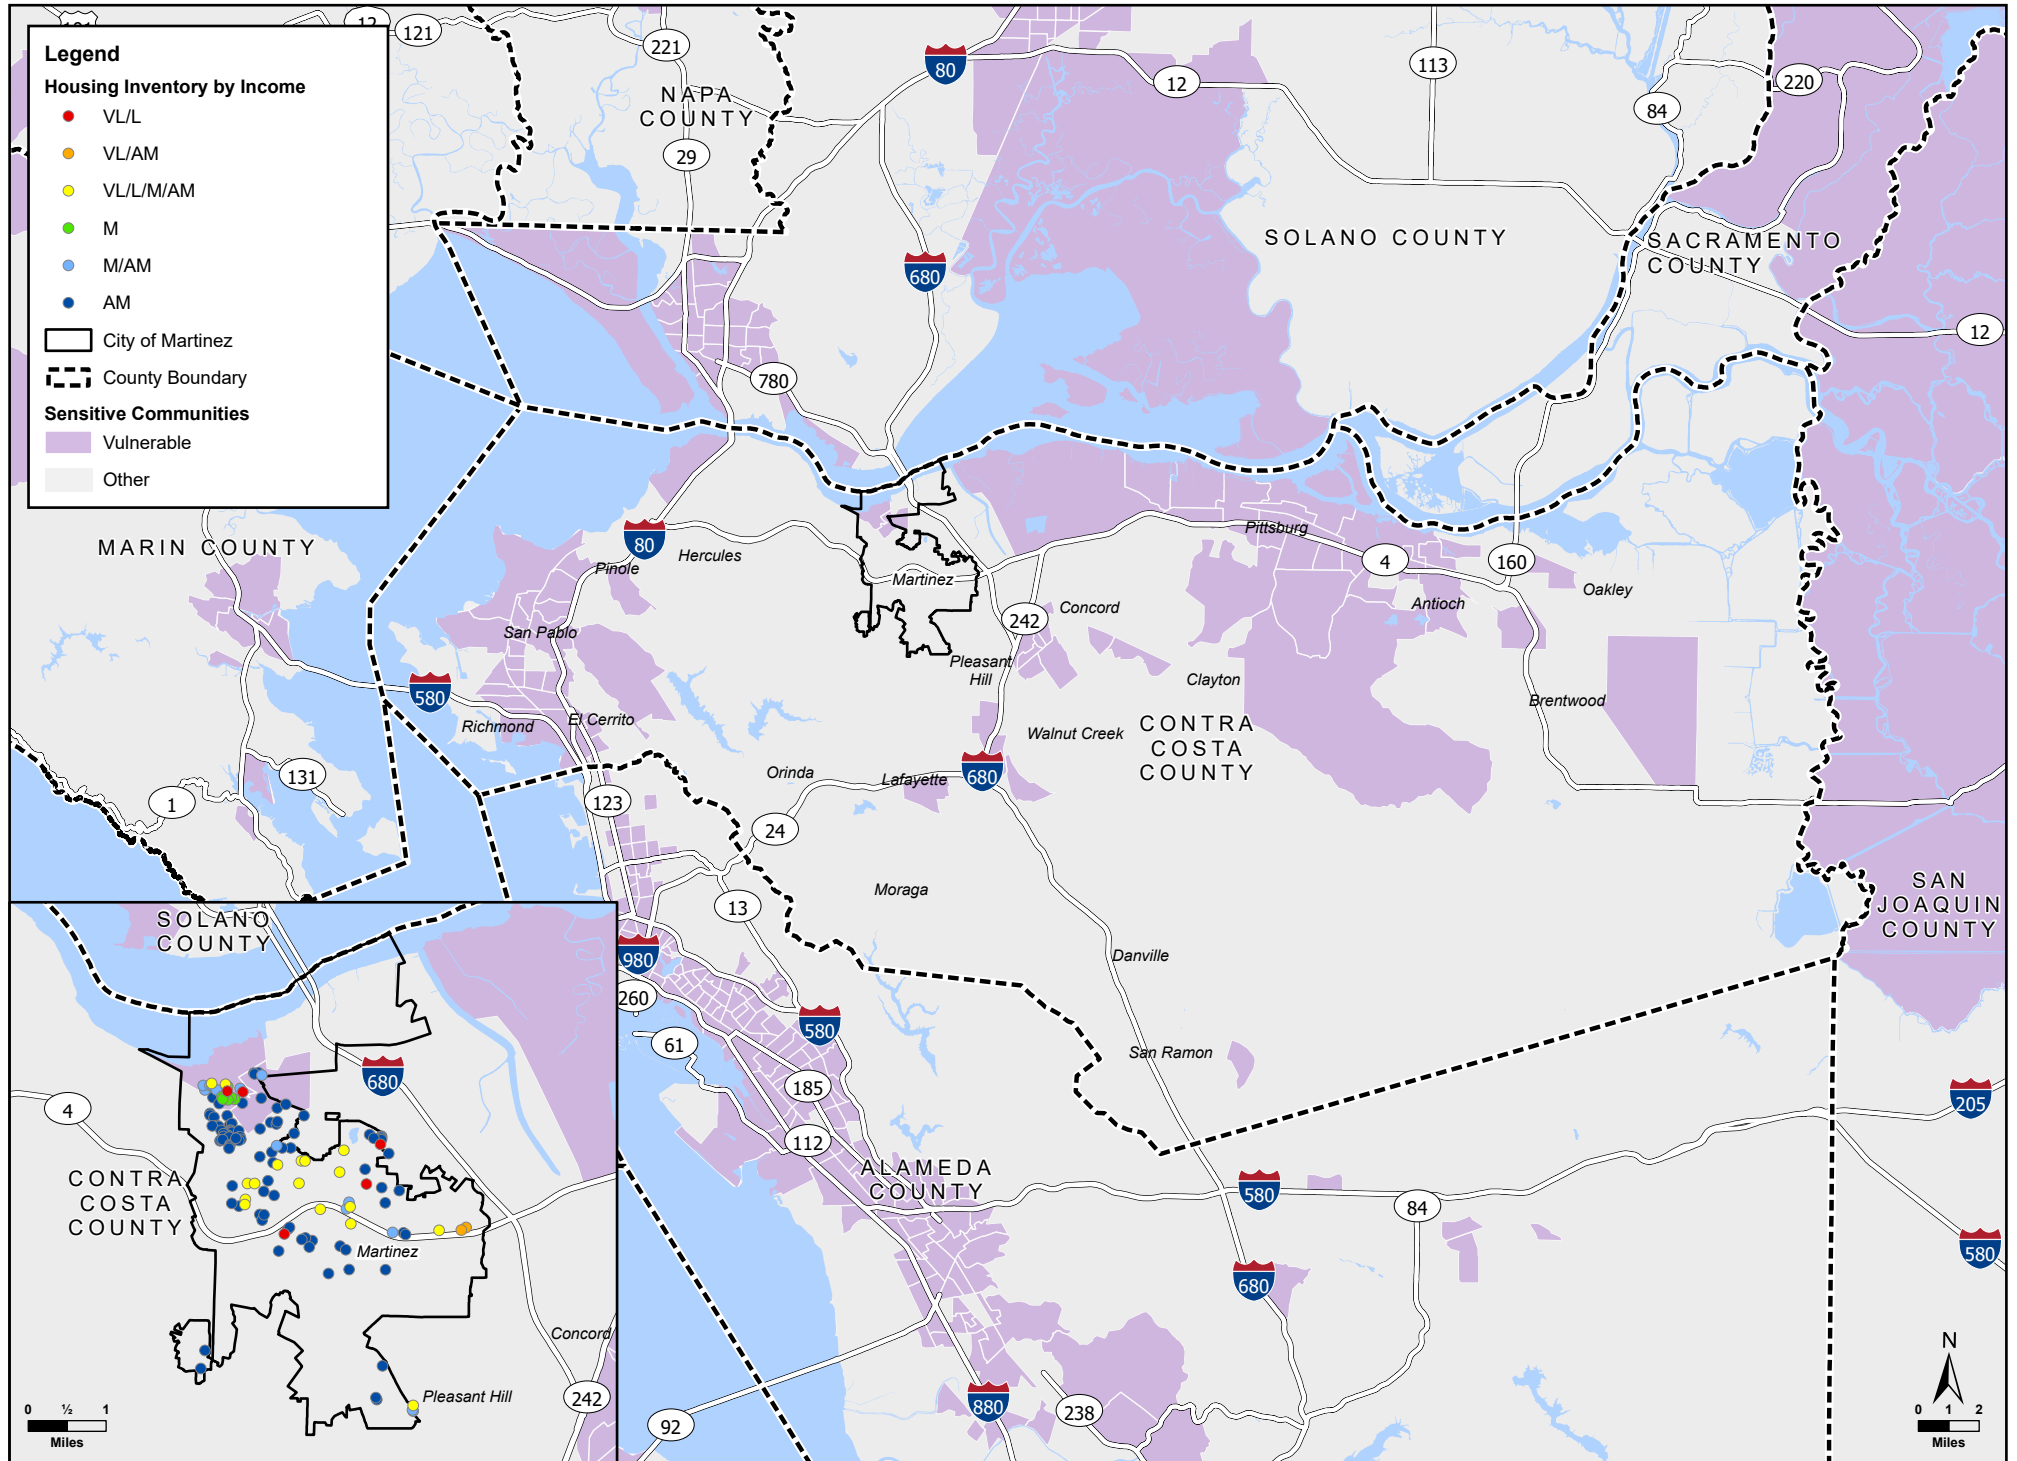 Legend
Housing Inventory by Income
VL/L
VL/AM
VL/L/M/AM
M
M/AM
AM
City of Martinez
County Boundary
Sensitive Communities
Vulnerable
Other
12
121
221
80
12
113
84
220
NAPA
COUNTY
29
SOLANO COUNTY
SACRAMENTO
COUNTY
680
12
780
MARIN COUNTY
80
Hercules
Pinole
Martinez
Pittsburg
4
160
Oakley
Antioch
Concord
242
San Pablo
Pleasant
Hill
Clayton
Brentwood
580
Richmond
El Cerrito
Walnut Creek
CONTRA
COSTA
COUNTY
131
1
Orinda
Lafayette
680
123
24
Moraga
13
SAN
JOAQUIN
COUNTY
980
Danville
260
61
580
San Ramon
185
205
112
ALAMEDA
COUNTY
580
84
580
680
880
238
92
N
0 1 2
Miles
SOLANO
COUNTY
680
4
CONTRA
COSTA
COUNTY
Martinez
Concord
Pleasant Hill
242
0 ½ 1
Miles